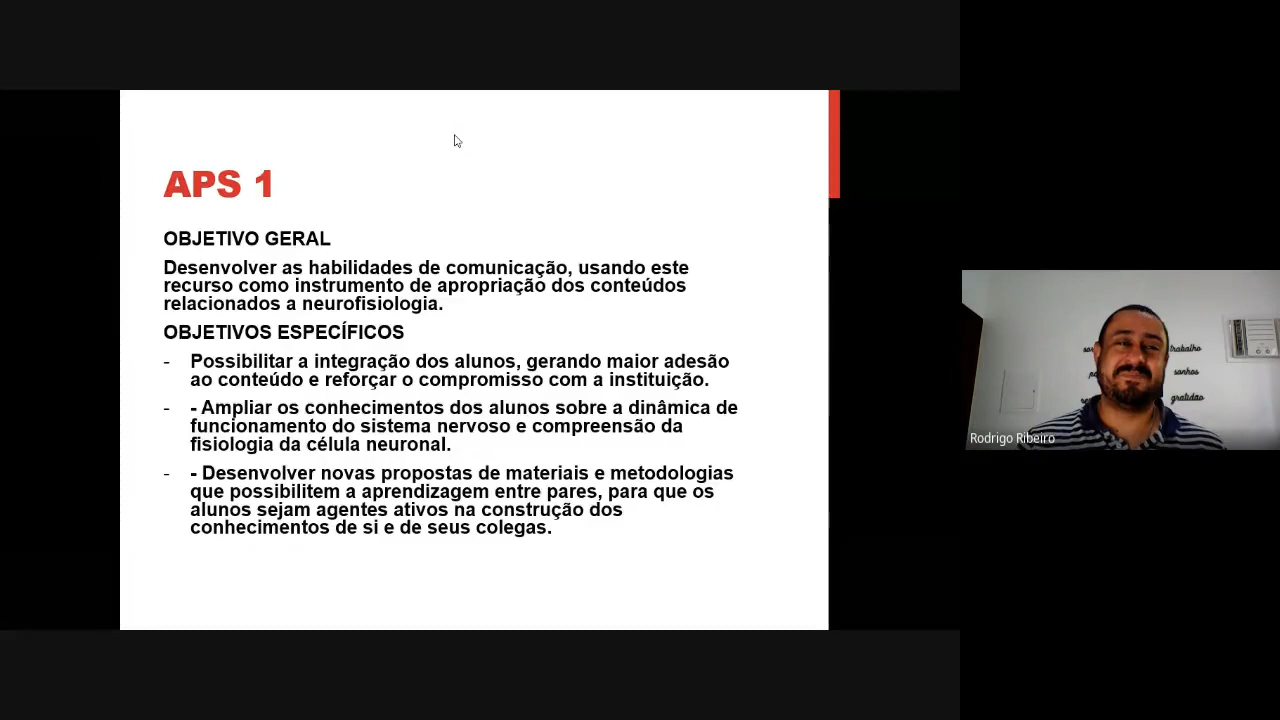 APS 1
OBJETIVO GERAL
Desenvolver as habilidades de comunicação, usando este
recurso como instrumento de apropriação dos conteúdos
relacionados a neurofisiologia.
OBJETIVOS ESPECÍFICOS
- Possibilitar a integração dos alunos, gerando maior adesão
ao conteúdo e reforçar o compromisso com a instituição.
- - Ampliar os conhecimentos dos alunos sobre a dinâmica de
funcionamento do sistema nervoso e compreensão da
fisiologia da célula neuronal.
- - Desenvolver novas propostas de materiais e metodologias
que possibilitem a aprendizagem entre pares, para que os
alunos sejam agentes ativos na construção dos
conhecimentos de si e de seus colegas.
trabalho
sonhos
gratidão
Rodrigo Ribeiro